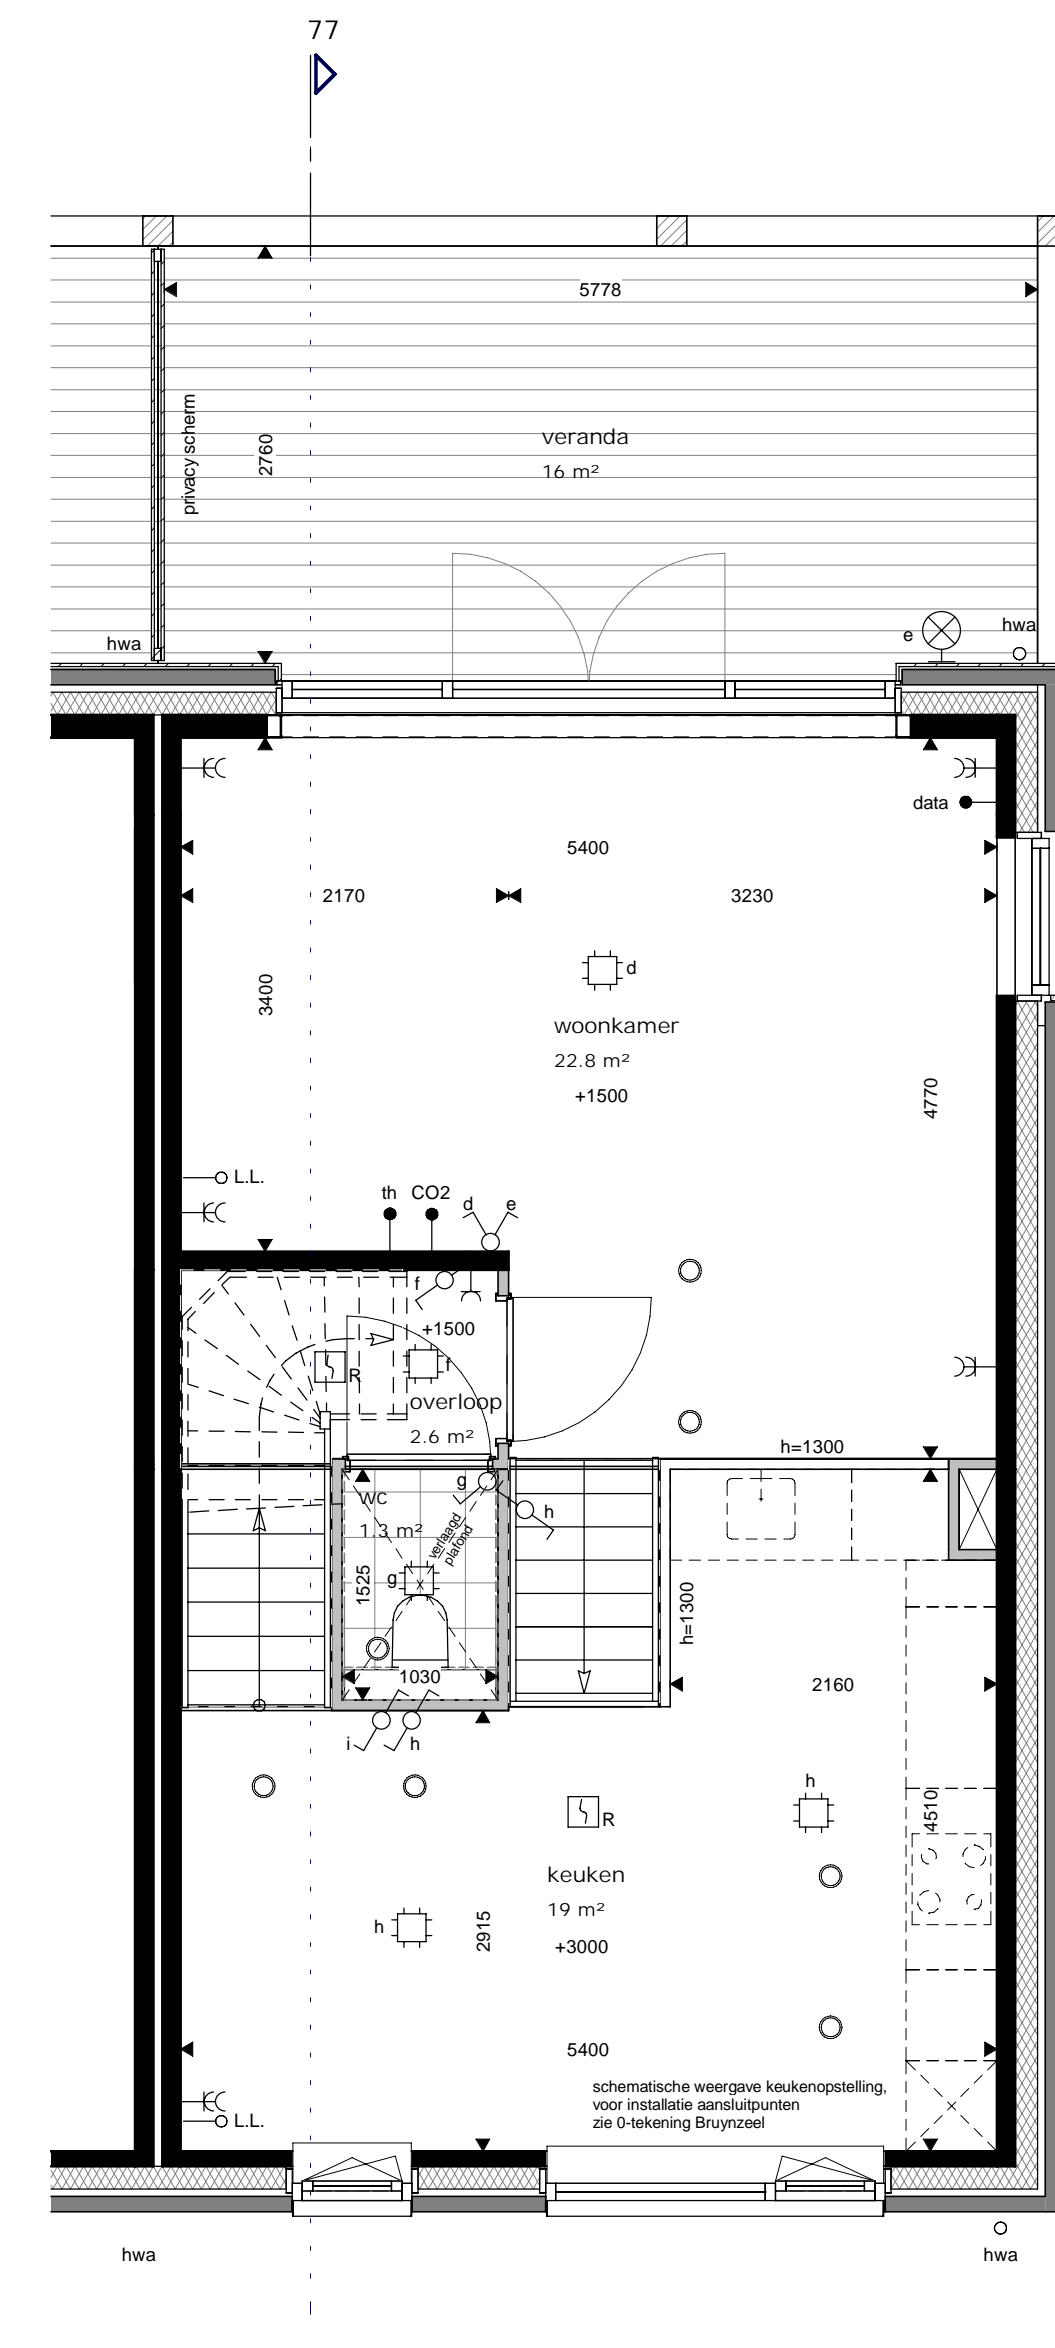 77
5778
privacy scherm
2760
veranda
16 m²
hwa
e
hwa
data
5400
2170
3230
3400
d
woonkamer
22.8 m²
+1500
4770
L.L.
th
CO2
d
e
f
+1500
R
f
overloop
2.6 m²
h=1300
g
h
wc
1.3 m²
verlaagd
plafond
1525
g
h=1300
1030
2160
i
h
h
R
4510
keuken
19 m²
+3000
h
2915
5400
schematische weergave keukenopstelling,
voor installatie aansluitpunten
zie 0-tekening Bruynzeel
L.L.
hwa
hwa